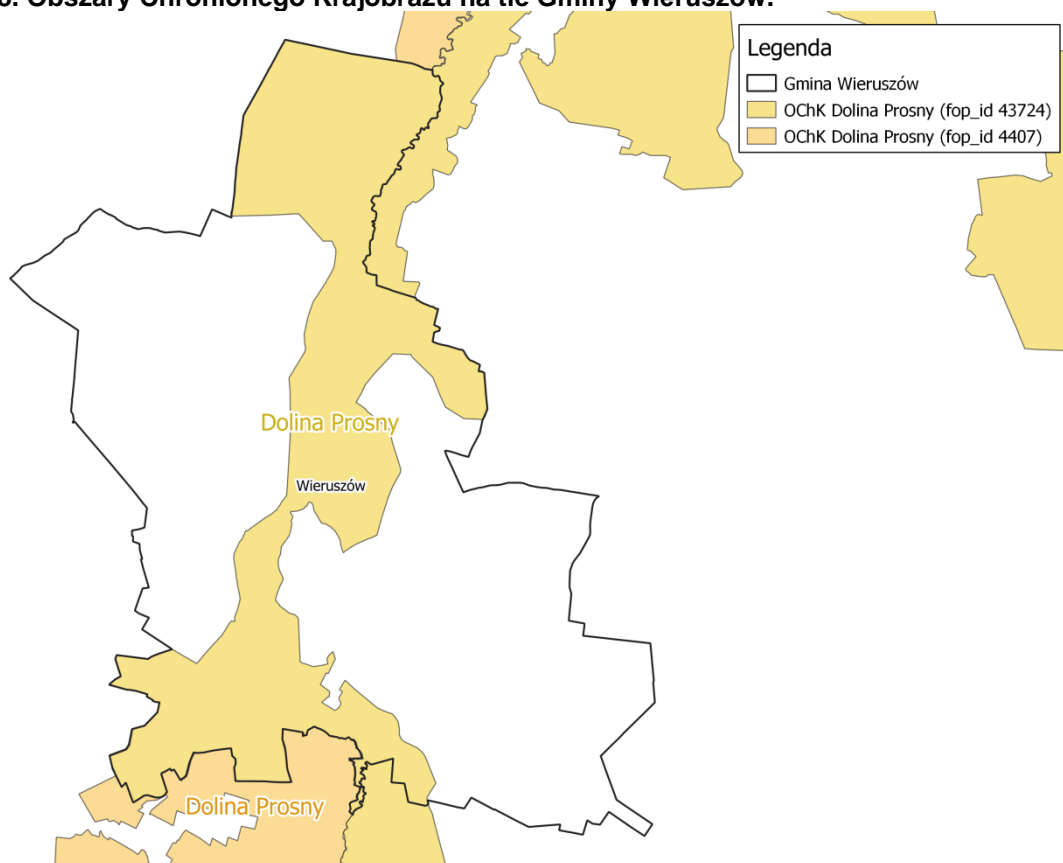 Obszary Chronionego Krajobrazu na tle Gminy Wieruszów.
Legenda
Gmina Wieruszów
OChK Dolina Prosny (fop_id 43724)
OChK Dolina Prosny (fop_id 4407)
Dolina Prosny
Wieruszów
Dolina Prosny